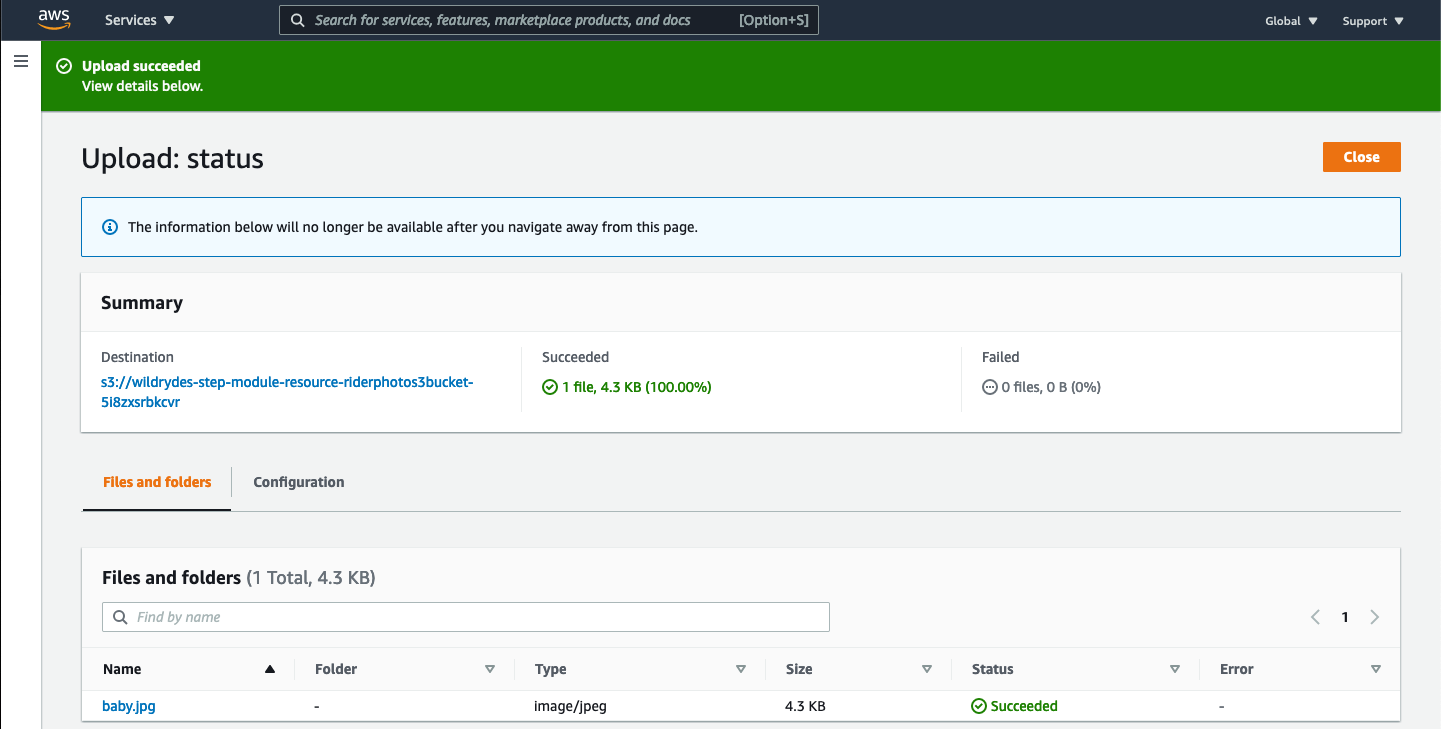 aws
Services ▼
Search for services, features, marketplace products, and docs [Option+S]
Global ▼
Support ▼
Upload succeeded
View details below.
Upload: status
Close
The information below will no longer be available after you navigate away from this page.
Summary
Destination
s3://wildrydes-step-module-resource-riderphotos3bucket-
5i8zxsrbkcvr
Succeeded
1 file, 4.3 KB (100.00%)
Failed
0 files, 0 B (0%)
Files and folders
Configuration
Files and folders (1 Total, 4.3 KB)
Find by name
1
Name Folder Type Size Status Error
baby.jpg - image/jpeg 4.3 KB Succeeded -